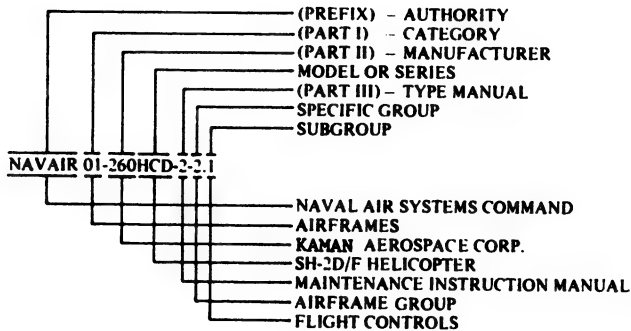 (PREFIX) – AUTHORITY
(PART I) – CATEGORY
(PART II) – MANUFACTURER
MODEL OR SERIES
(PART III) – TYPE MANUAL
SPECIFIC GROUP
SUBGROUP
NAVAIR 01-260HCD-2-2.1
NAVAL AIR SYSTEMS COMMAND
AIRFRAMES
KAMAN AEROSPACE CORP.
SH-2D/F HELICOPTER
MAINTENANCE INSTRUCTION MANUAL
AIRFRAME GROUP
FLIGHT CONTROLS